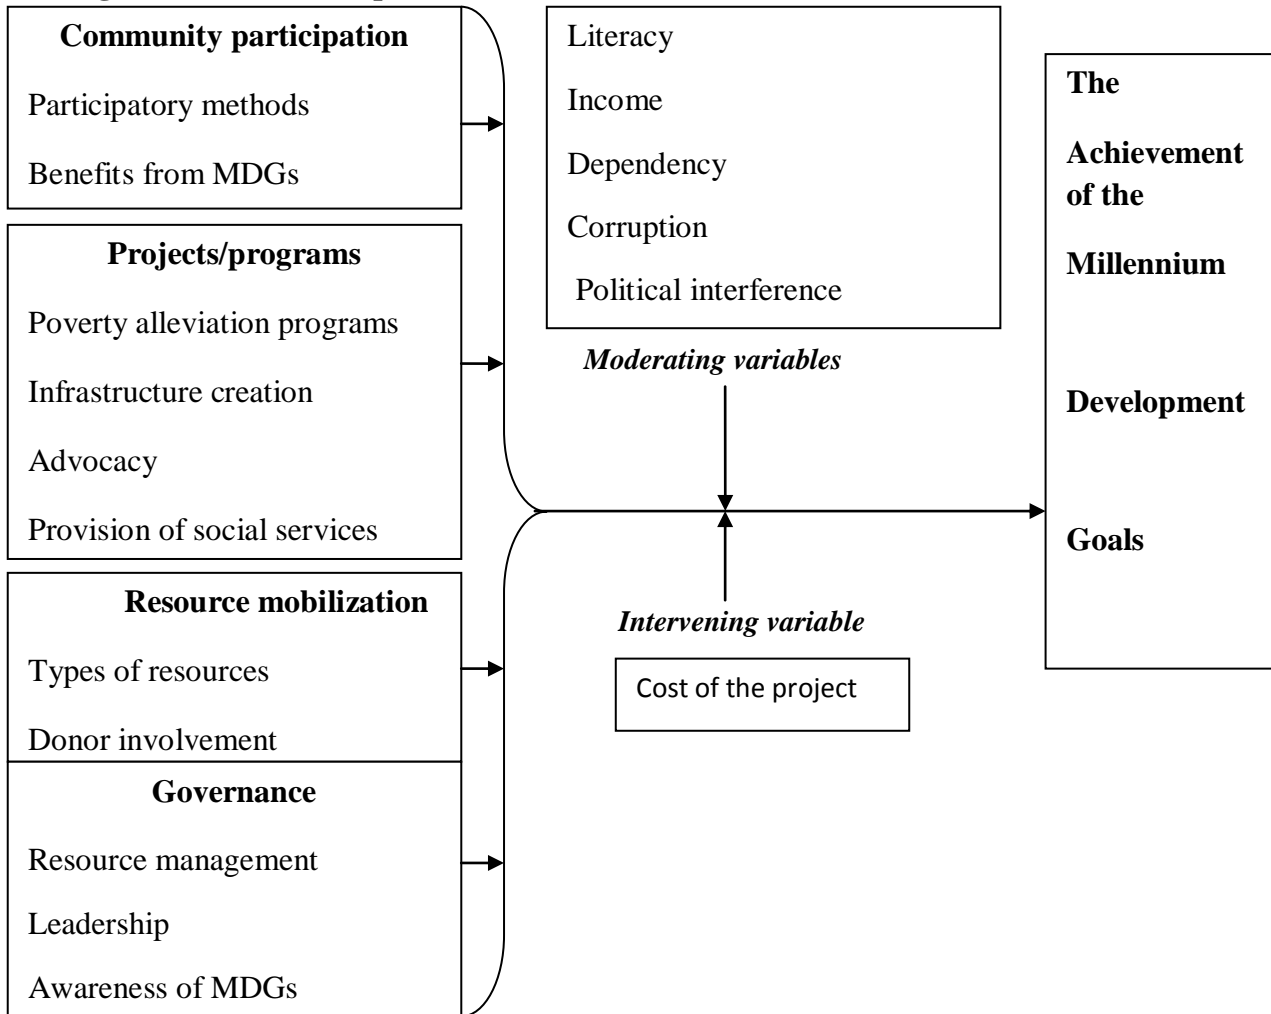 Community participation
Participatory methods
Benefits from MDGs
Projects/programs
Poverty alleviation programs
Infrastructure creation
Advocacy
Provision of social services
Resource mobilization
Types of resources
Donor involvement
Governance
Resource management
Leadership
Awareness of MDGs
Literacy
Income
Dependency
Corruption
Political interference
Moderating variables
Intervening variable
Cost of the project
The
Achievement
of the
Millennium
Development
Goals